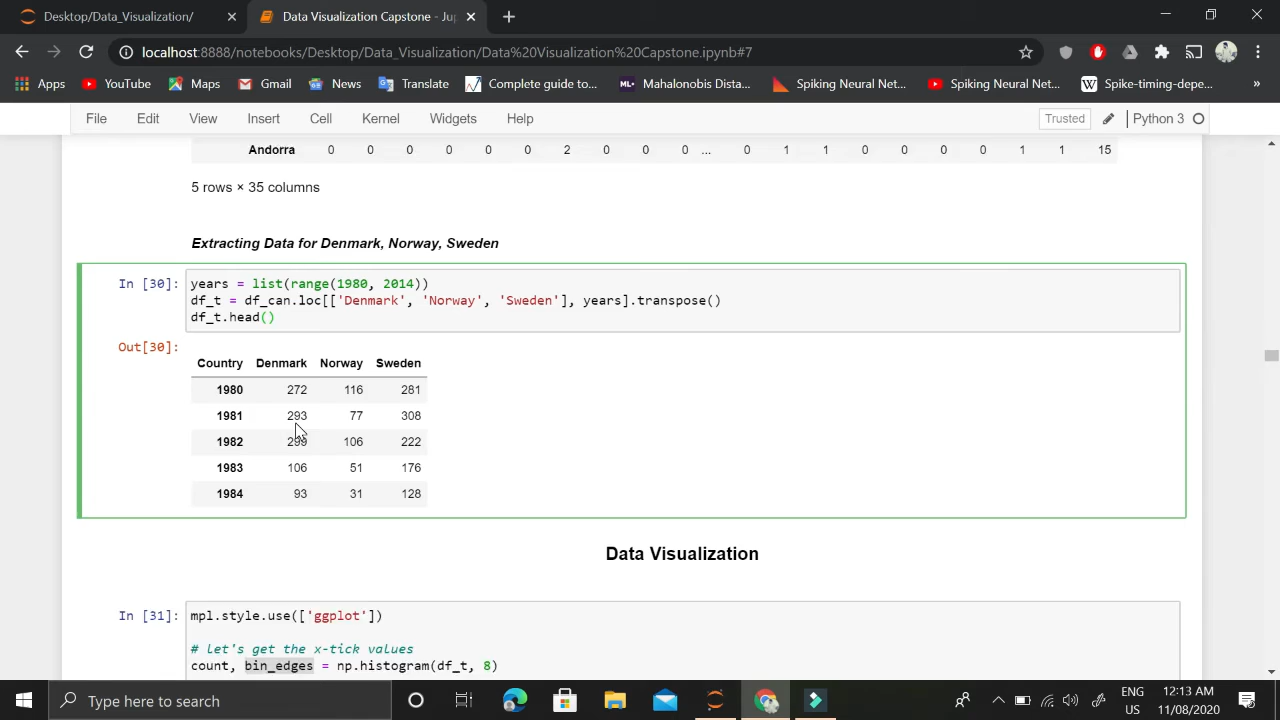 Desktop/Data_Visualization/
Data Visualization Capstone - Jup
localhost:8888/notebooks/Desktop/Data_Visualization/Data%20Visualization%20Capstone.ipynb#7
Apps YouTube Maps Gmail News Translate Complete guide to... ML+ Mahalonobis Dista... Spiking Neural Net... Spiking Neural Net... W Spike-timing-depe... »
File Edit View Insert Cell Kernel Widgets Help Trusted Python 3
Andorra 0 0 0 0 0 0 2 0 0 0 ... 0 1 1 0 0 0 0 1 1 15
5 rows × 35 columns
Extracting Data for Denmark, Norway, Sweden
In [30]: years = list(range(1980, 2014))
df_t = df_can.loc[['Denmark', 'Norway', 'Sweden'], years].transpose()
df_t.head()
Out[30]:
Country Denmark Norway Sweden
1980 272 116 281
1981 293 77 308
1982 299 106 222
1983 106 51 176
1984 93 31 128
Data Visualization
In [31]: mpl.style.use(['ggplot'])
# let's get the x-tick values
count, bin_edges = np.histogram(df_t, 8)
Type here to search
ENG 12:13 AM
US 11/08/2020